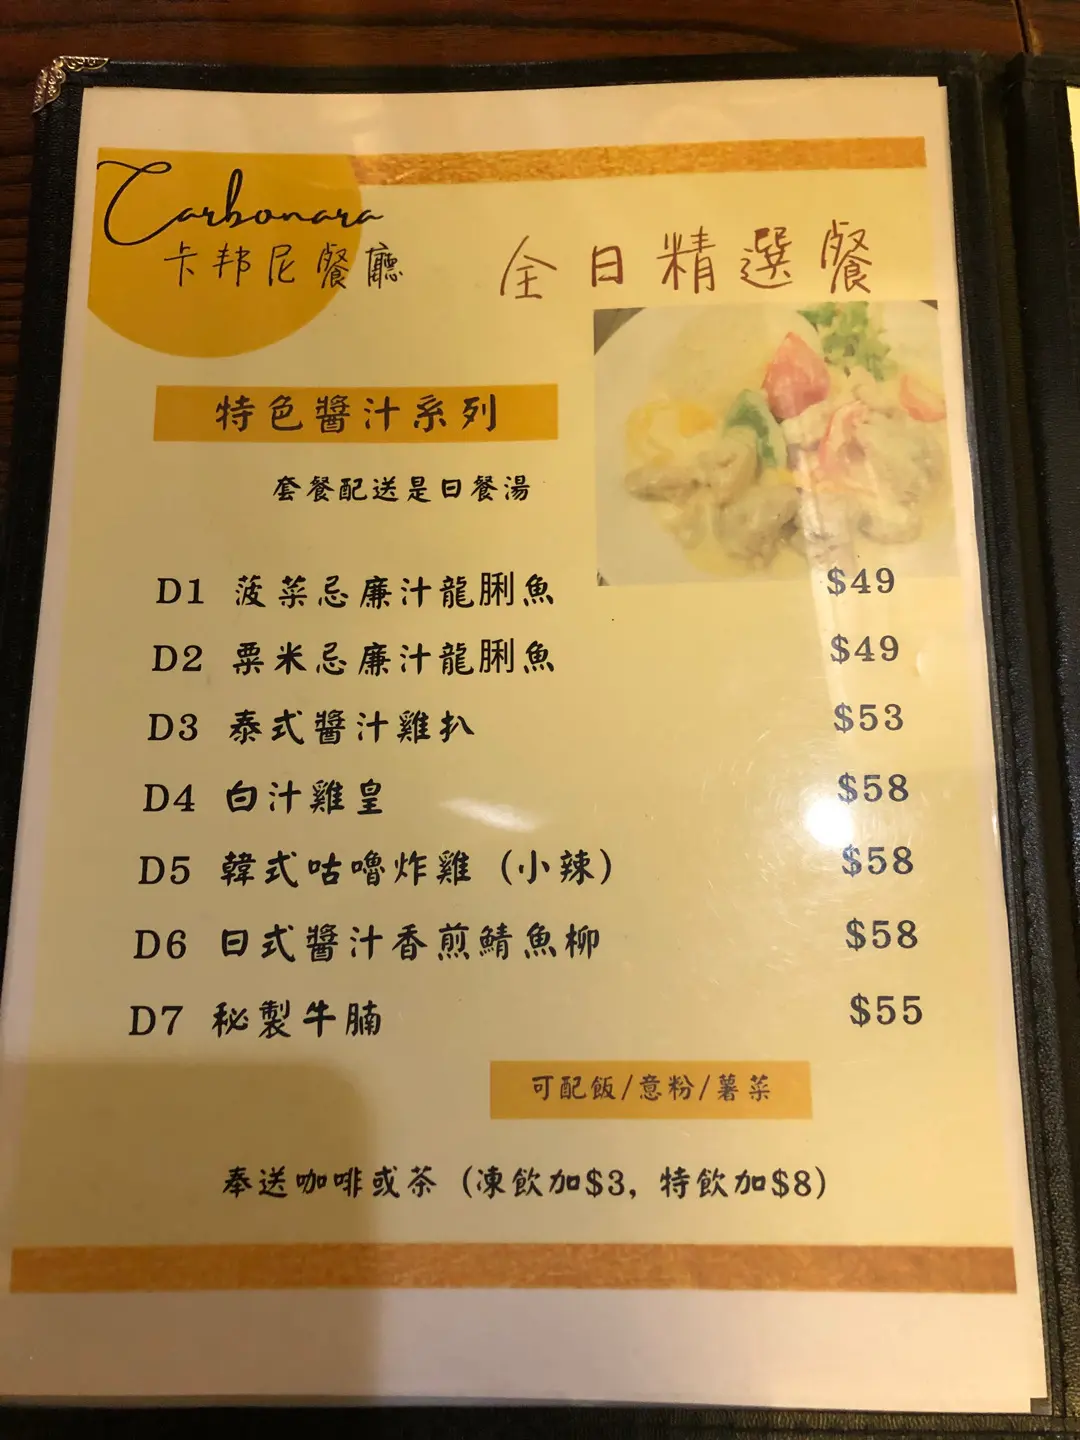 Carbonara
卡邦尼餐廳
全日精選餐
特色醬汁系列
套餐配送是日餐湯
D1 菠菜忌廉汁龍脷魚 $49
D2 粟米忌廉汁龍脷魚 $49
D3 泰式醬汁雞扒 $53
D4 白汁雞皇 $58
D5 韓式咕嚕炸雞 (小辣) $58
D6 日式醬汁香煎鯖魚柳 $58
D7 秘製牛腩 $55
可配飯/意粉/薯菜
奉送咖啡或茶 (凍飲加$3, 特飲加$8)